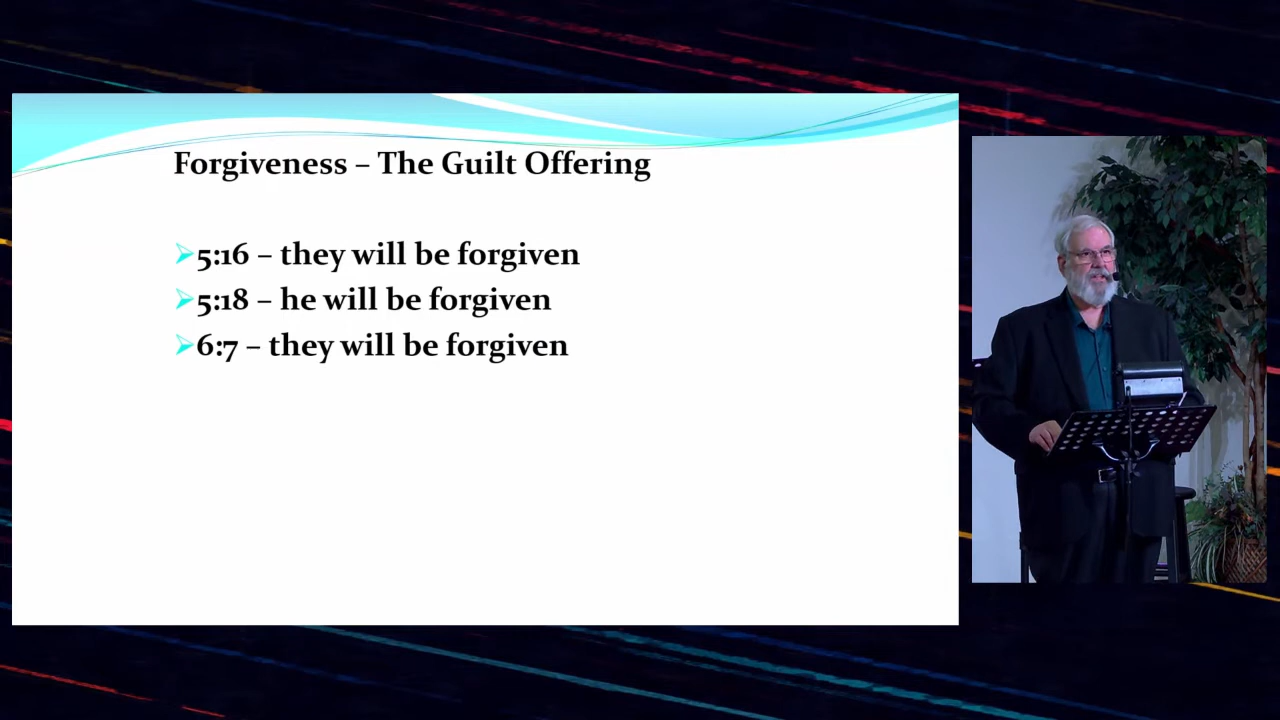 Forgiveness – The Guilt Offering
5:16 – they will be forgiven
5:18 – he will be forgiven
6:7 – they will be forgiven